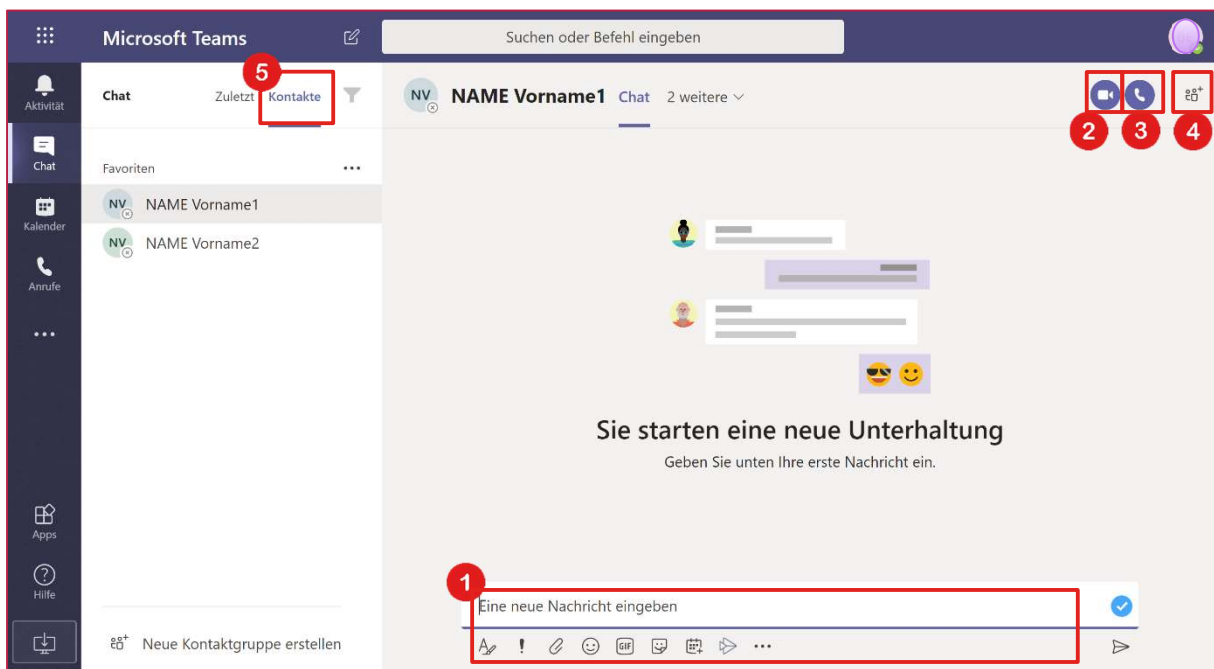 Microsoft Teams
Suchen oder Befehl eingeben
Aktivität
Chat
Kalender
Anrufe
Apps
Hilfe
5
Chat Zuletzt Kontakte
Favoriten
NV NAME Vorname1
NV NAME Vorname2
Neue Kontaktgruppe erstellen
NV NAME Vorname1 Chat 2 weitere
2 3 4
Sie starten eine neue Unterhaltung
Geben Sie unten Ihre erste Nachricht ein.
1
Eine neue Nachricht eingeben
GIF